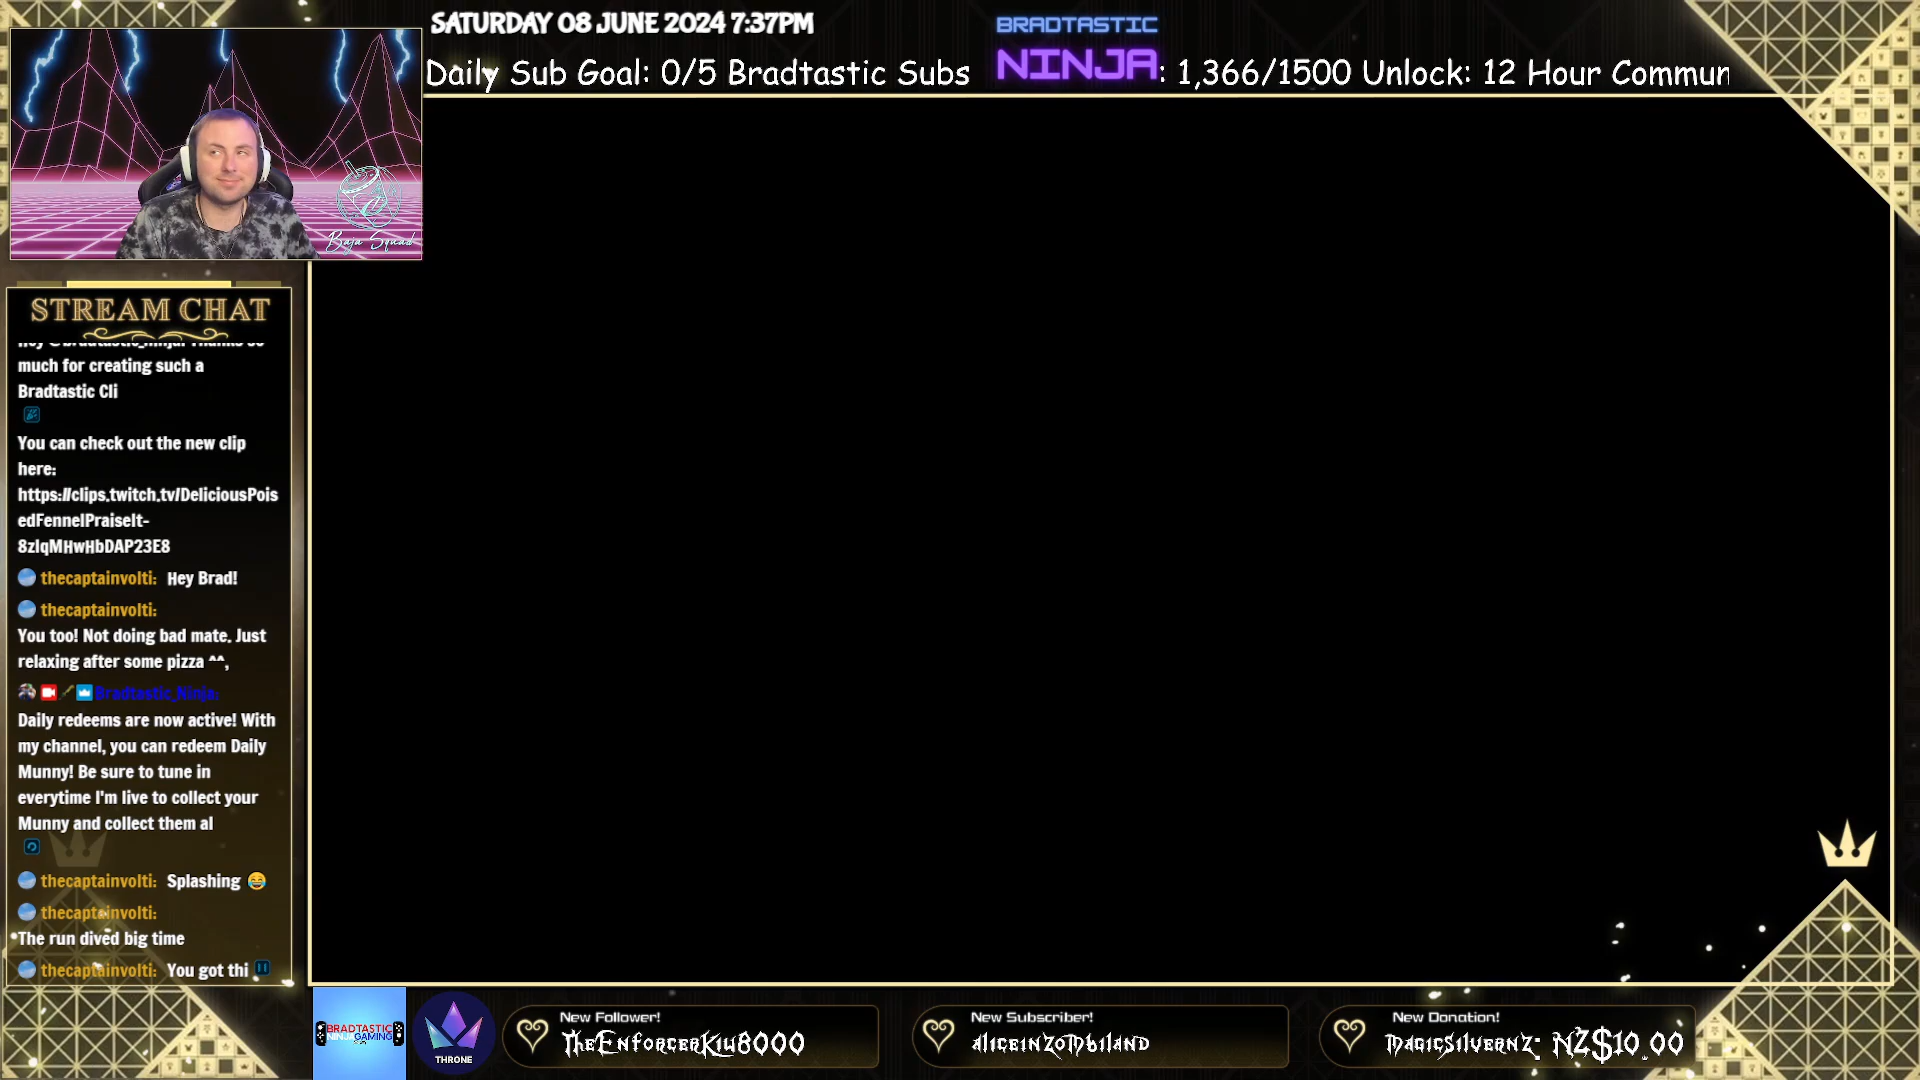 SATURDAY 08 JUNE 2024 7:37PM
BRADTASTIC
NINJA
Daily Sub Goal: 0/5 Bradtastic Subs
: 1,366/1500 Unlock: 12 Hour Commun
Baja Squad
STREAM CHAT
much for creating such a
Bradtastic Cli
You can check out the new clip
here:
https://clips.twitch.tv/DeliciousPois
edFennelPraiseIt-
8zIqMHwHbDAP23E8
thecaptainvolti: Hey Brad!
thecaptainvolti:
You too! Not doing bad mate. Just
relaxing after some pizza ^^,
Bradtastic_Ninja:
Daily redeems are now active! With
my channel, you can redeem Daily
Munny! Be sure to tune in
everytime I'm live to collect your
Munny and collect them al
thecaptainvolti: Splashing 😂
thecaptainvolti:
The run dived big time
thecaptainvolti: You got thi
BRADTASTIC
NINJAGAMING
THRONE
New Follower!
TheEnforcerKiw8000
New Subscriber!
aliceinzombiland
New Donation!
MagicSilverNZ: NZ$10.00